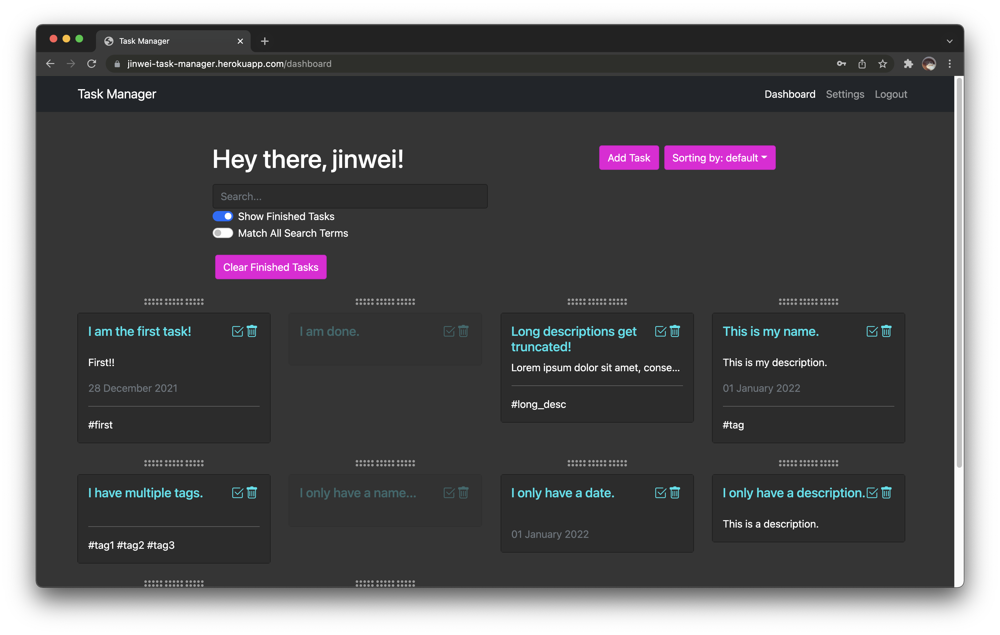 Task Manager
jinwei-task-manager.herokuapp.com/dashboard
Task Manager
Dashboard Settings Logout
Hey there, jinwei!
Add Task
Sorting by: default
Search...
Show Finished Tasks
Match All Search Terms
Clear Finished Tasks
I am the first task!
First!!
28 December 2021
#first
I am done.
Long descriptions get
truncated!
Lorem ipsum dolor sit amet, conse...
#long_desc
This is my name.
This is my description.
01 January 2022
#tag
I have multiple tags.
#tag1 #tag2 #tag3
I only have a name...
I only have a date.
01 January 2022
I only have a description.
This is a description.